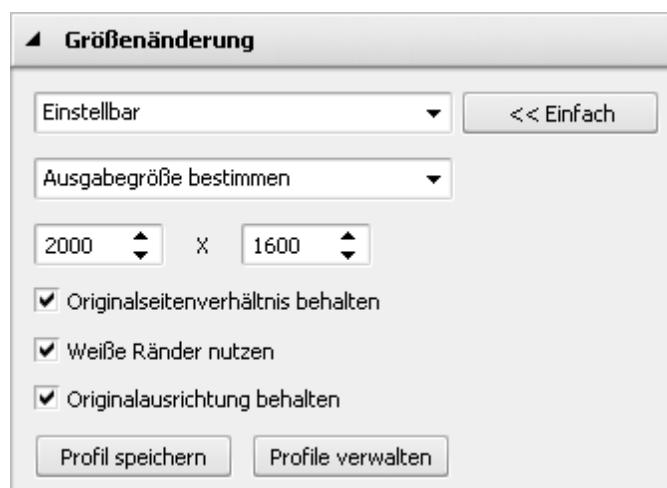 Größenänderung
Einstellbar
<< Einfach
Ausgabegröße bestimmen
2000 X 1600
Originalseitenverhältnis behalten
Weiße Ränder nutzen
Originalausrichtung behalten
Profil speichern Profile verwalten